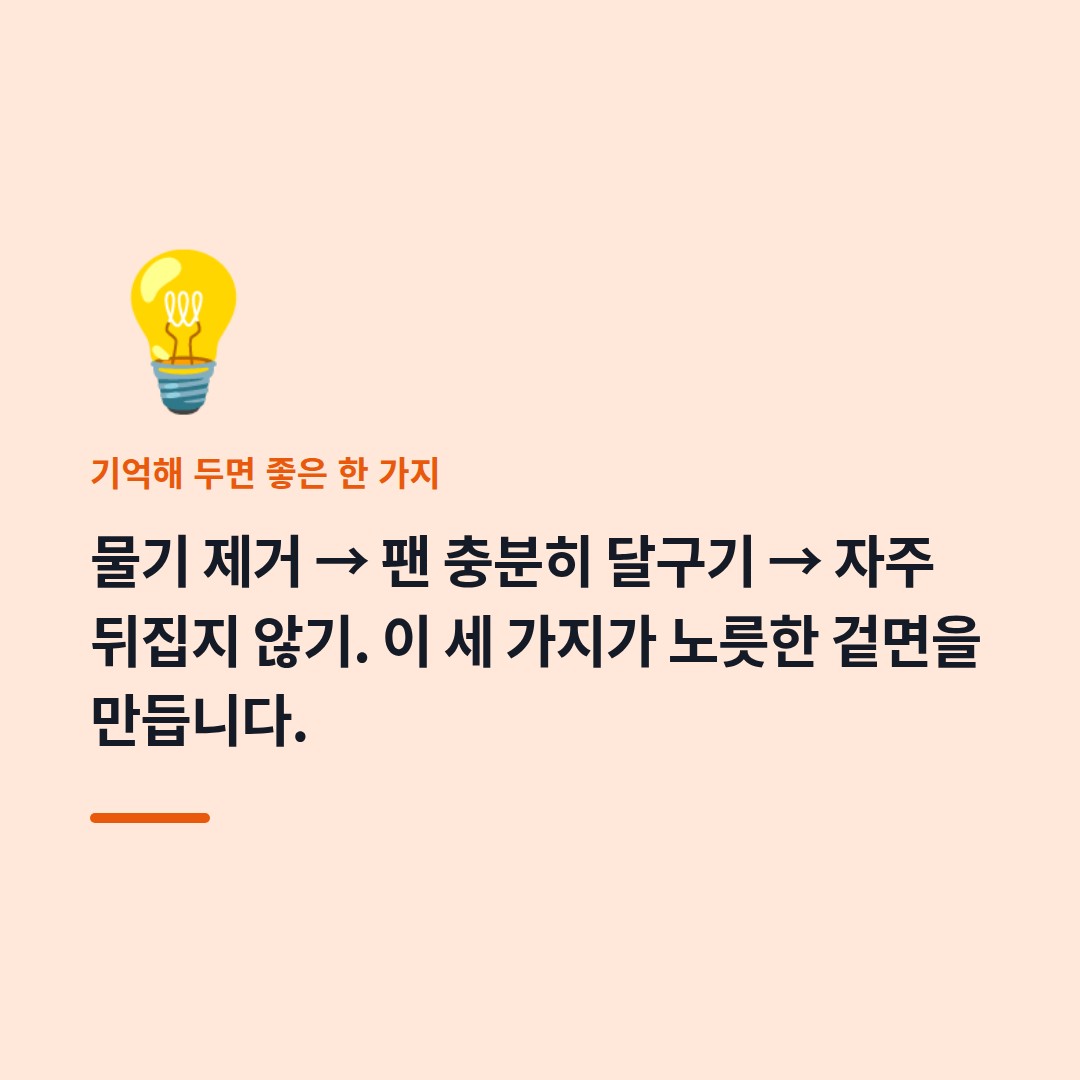 기억해 두면 좋은 한 가지
물기 제거 → 팬 충분히 달구기 → 자주
뒤집지 않기. 이 세 가지가 노릇한 겉면을
만듭니다.